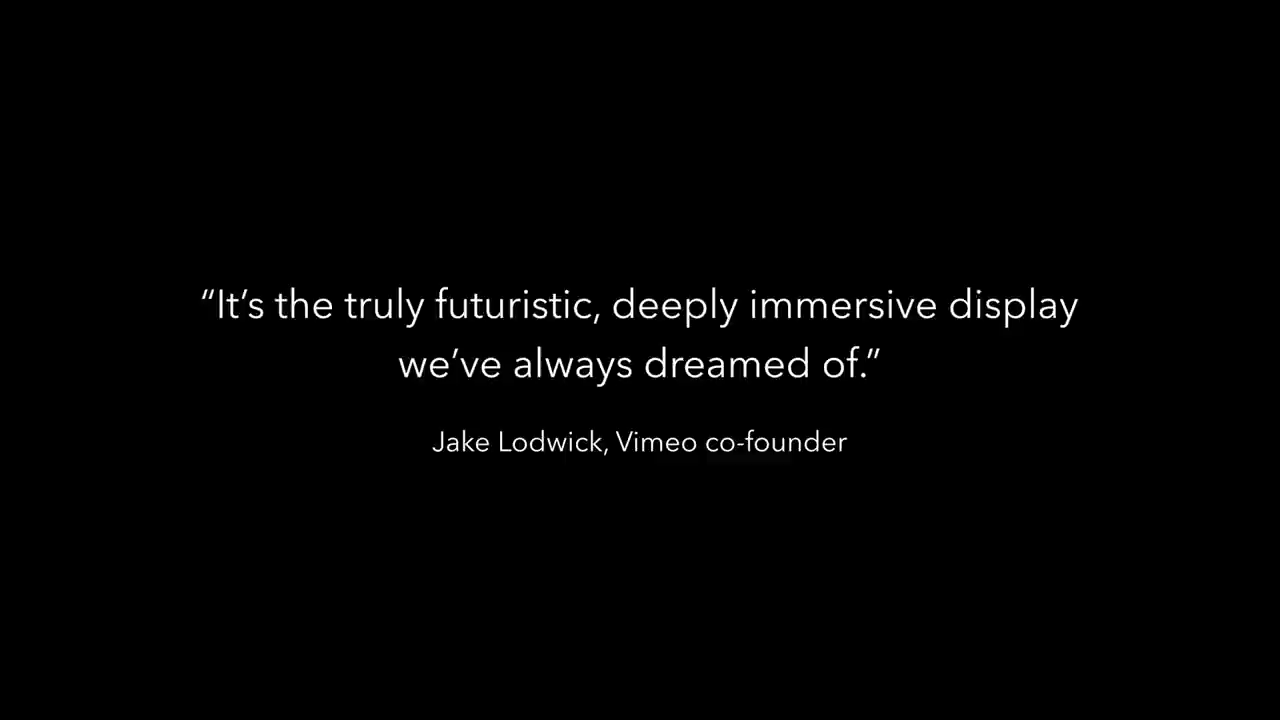 “It’s the truly futuristic, deeply immersive display
we’ve always dreamed of.”
Jake Lodwick, Vimeo co-founder